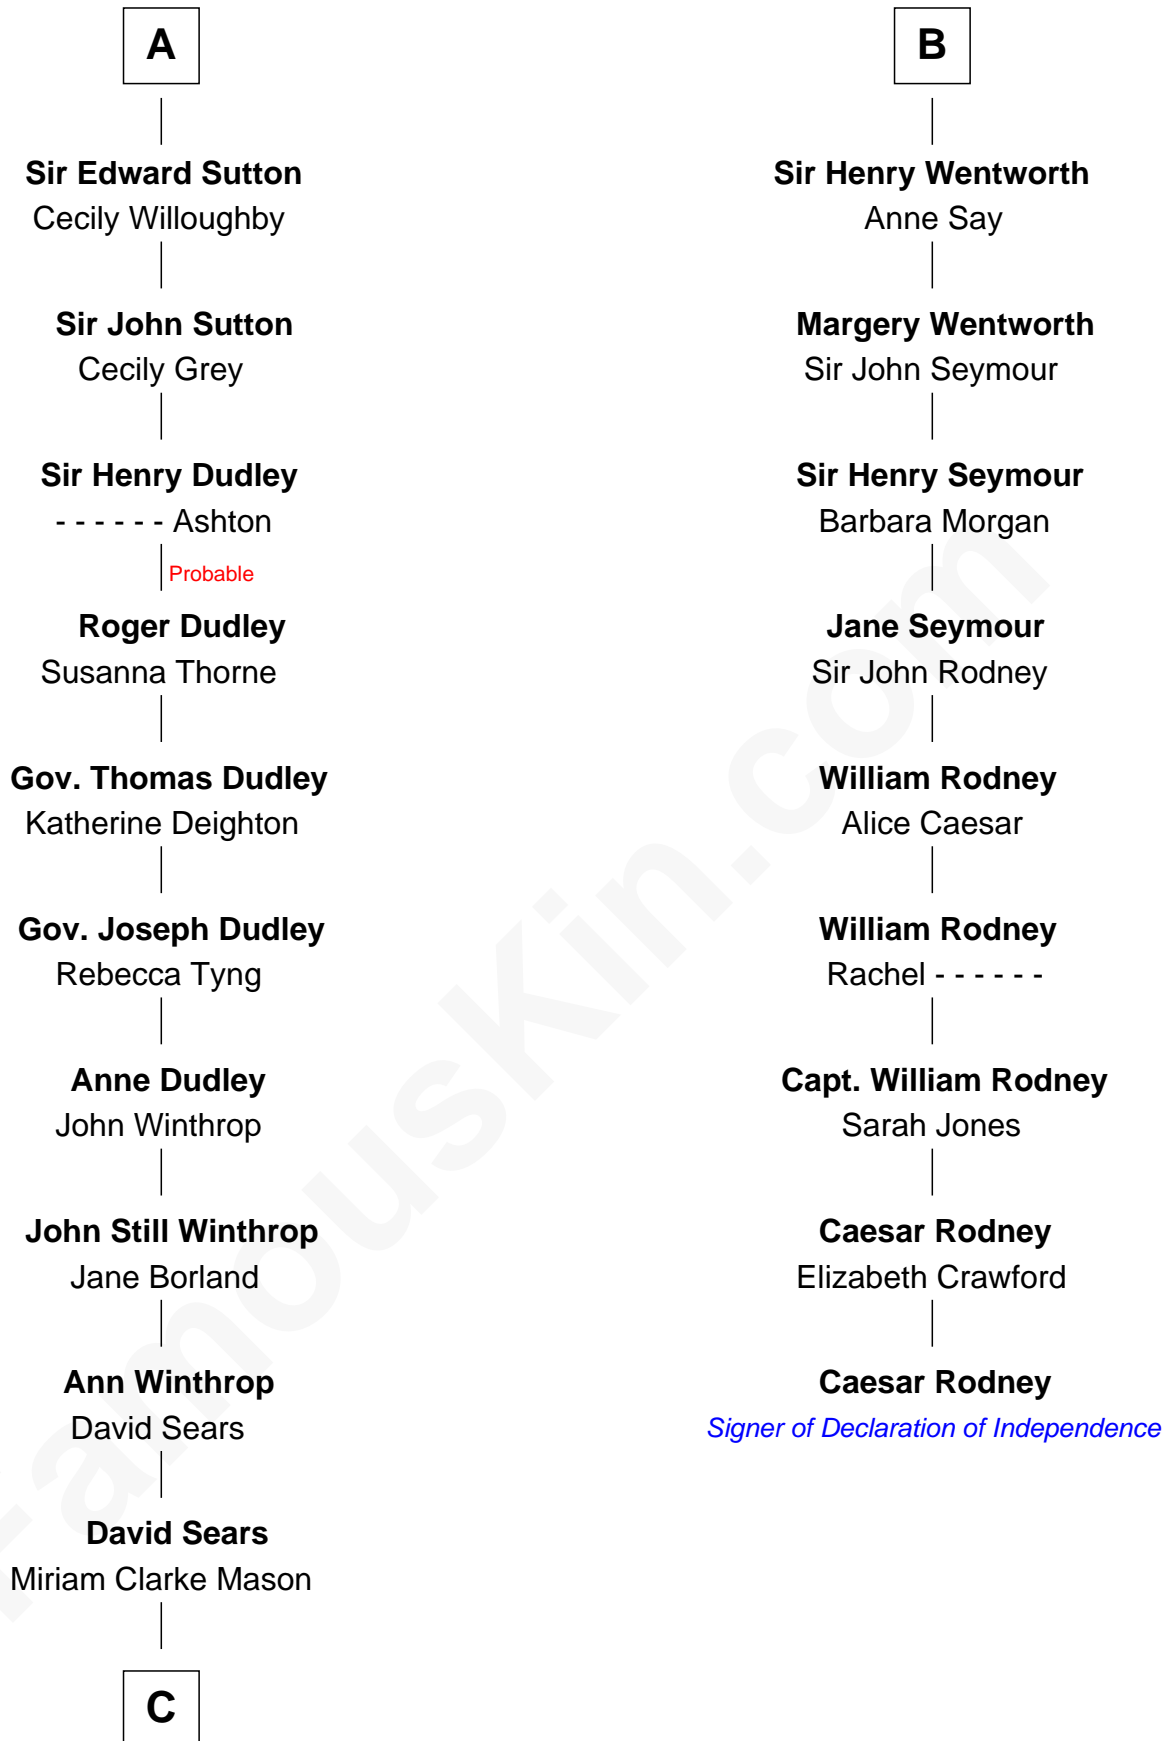 A
Sir Edward Sutton
Cecily Willoughby
Sir John Sutton
Cecily Grey
Sir Henry Dudley
- - - - - - Ashton
Probable
Roger Dudley
Susanna Thorne
Gov. Thomas Dudley
Katherine Deighton
Gov. Joseph Dudley
Rebecca Tyng
Anne Dudley
John Winthrop
John Still Winthrop
Jane Borland
Ann Winthrop
David Sears
David Sears
Miriam Clarke Mason
C
B
Sir Henry Wentworth
Anne Say
Margery Wentworth
Sir John Seymour
Sir Henry Seymour
Barbara Morgan
Jane Seymour
Sir John Rodney
William Rodney
Alice Caesar
William Rodney
Rachel - - - - - -
Capt. William Rodney
Sarah Jones
Caesar Rodney
Elizabeth Crawford
Caesar Rodney
Signer of Declaration of Independence
FamousKin.com